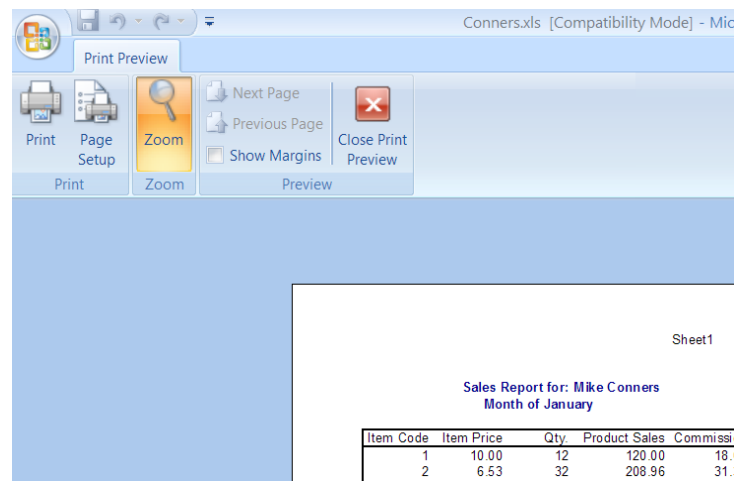 Conners.xls [Compatibility Mode] - Mic
Print Preview
Print
Page Setup
Zoom
Next Page
Previous Page
Show Margins
Close Print Preview
Print
Zoom
Preview
Sheet1
Sales Report for: Mike Conners
Month of January
Item Code Item Price Qty. Product Sales Commissi
1 10.00 12 120.00 18.
2 6.53 32 208.96 31.